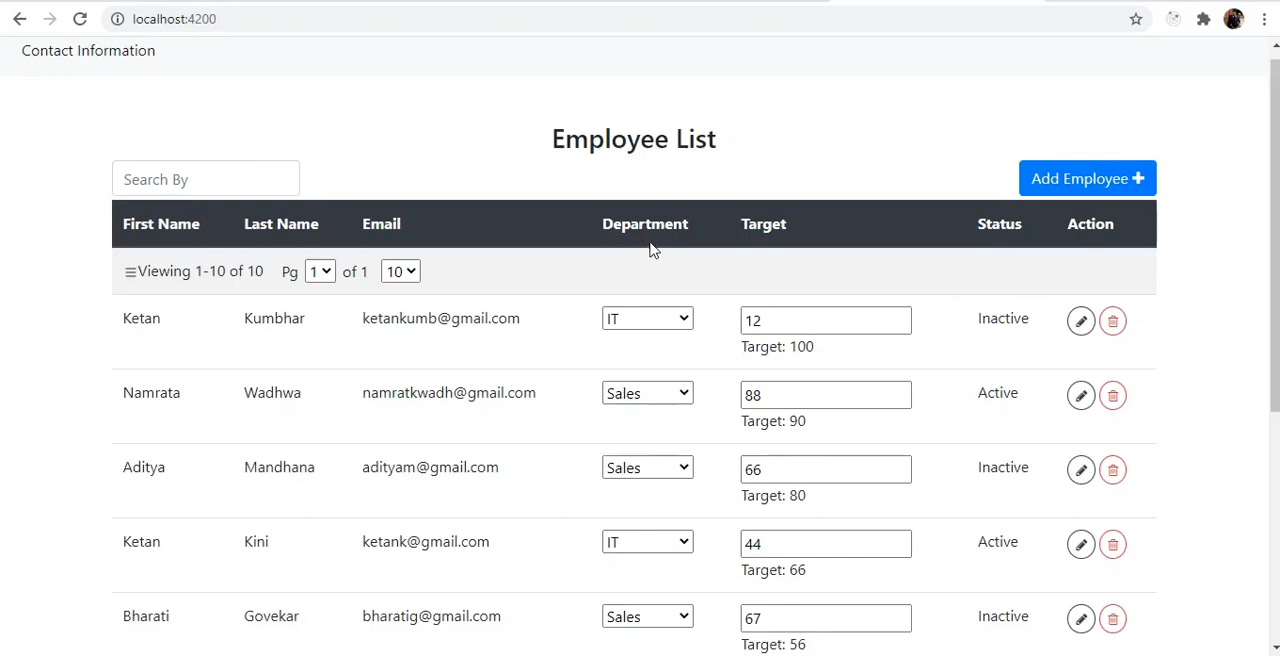 localhost:4200
Contact Information
Employee List
Search By
Add Employee
First Name Last Name Email Department Target Status Action
Viewing 1-10 of 10 Pg 1 of 1 10
Ketan Kumbhar ketankumb@gmail.com IT 12 Inactive
Target: 100
Namrata Wadhwa namratkwadh@gmail.com Sales 88 Active
Target: 90
Aditya Mandhana adityam@gmail.com Sales 66 Inactive
Target: 80
Ketan Kini ketank@gmail.com IT 44 Active
Target: 66
Bharati Govekar bharatig@gmail.com Sales 67 Inactive
Target: 56